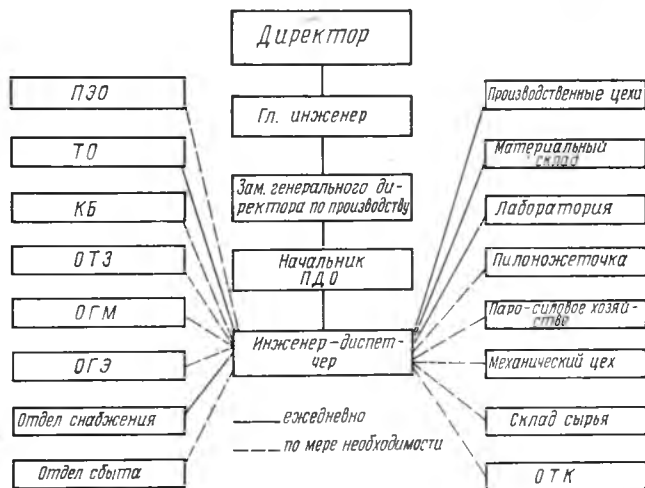 Директор
Гл. инженер
Зам. генерального ди-
ректора по производству
Начальник
ПДО
Инженер-диспет-
чер
ПЭО
ТО
КБ
ОТЗ
ОГМ
ОГЭ
Отдел снабжения
Отдел сбыта
Производственные цехи
Материальный
склад
Лаборатория
Пилоножеточка
Паро-силовое хозяй-
ство
Механический цех
Склад сырья
ОТК
ежедневно
по мере необходимости